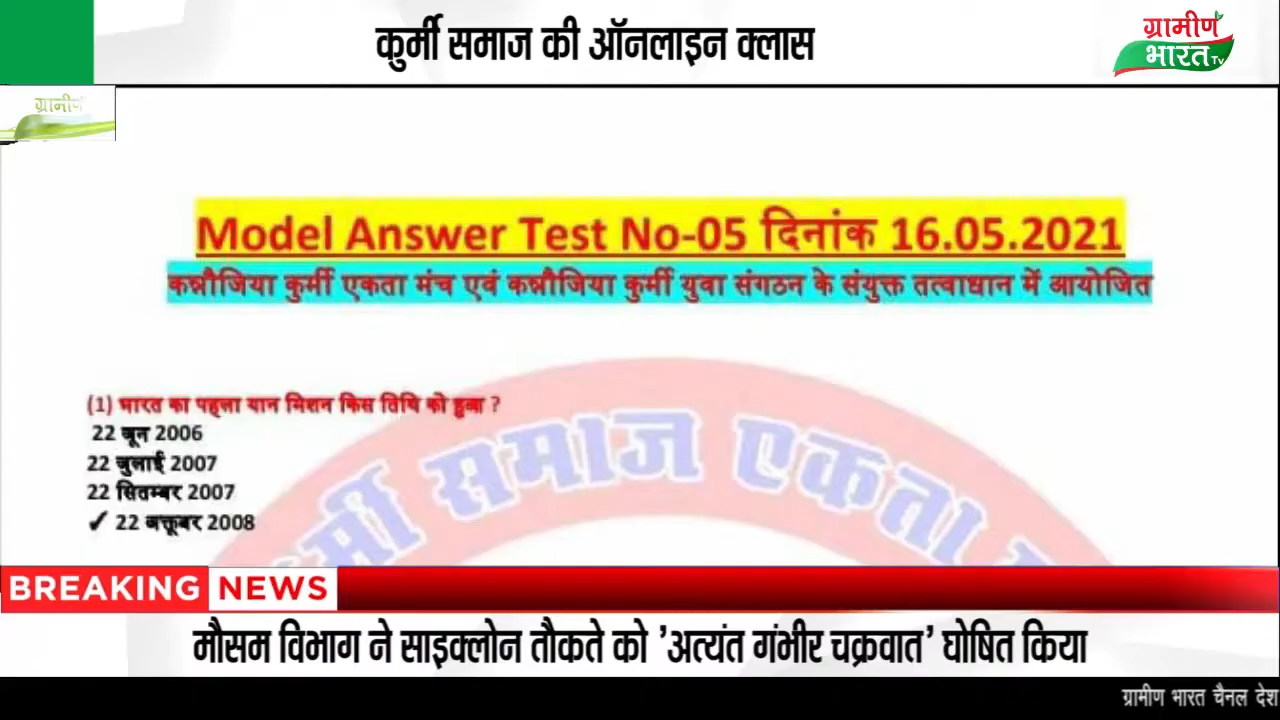 कुर्मी समाज की ऑनलाइन क्लास
ग्रामीण
भारत Tv
ग्रामीण
Model Answer Test No-05 दिनांक 16.05.2021
कन्नौजिया कुर्मी एकता मंच एवं कन्नौजिया कुर्मी युवा संगठन के संयुक्त तत्वाधान में आयोजित
(1) भारत का पहला यान मिशन किस तिथि को हुआ ?
22 जून 2006
22 जुलाई 2007
22 सितम्बर 2007
✓ 22 अक्तूबर 2008
र्मी समाज एकता
BREAKING NEWS
मौसम विभाग ने साइक्लोन तौकते को 'अत्यंत गंभीर चक्रवात' घोषित किया
ग्रामीण भारत चैनल देश